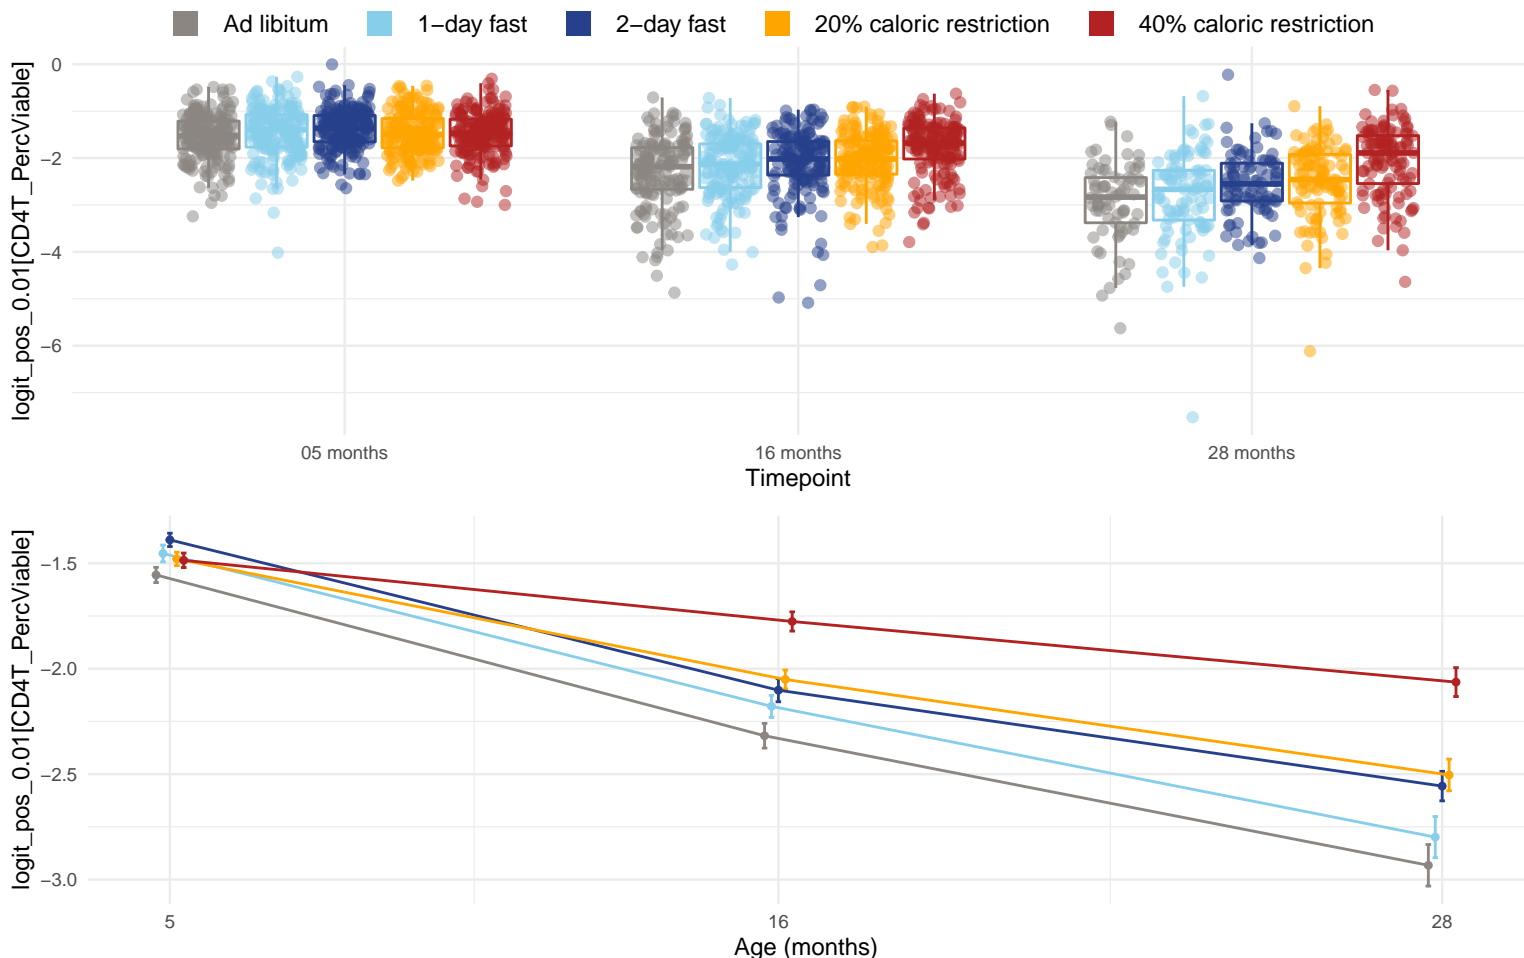 Ad libitum 1−day fast 2−day fast 20% caloric restriction 40% caloric restriction
logit_pos_0.01[CD4T_PercViable]
0
−2
−4
−6
05 months 16 months 28 months
Timepoint
logit_pos_0.01[CD4T_PercViable]
−1.5
−2.0
−2.5
−3.0
5 16 28
Age (months)